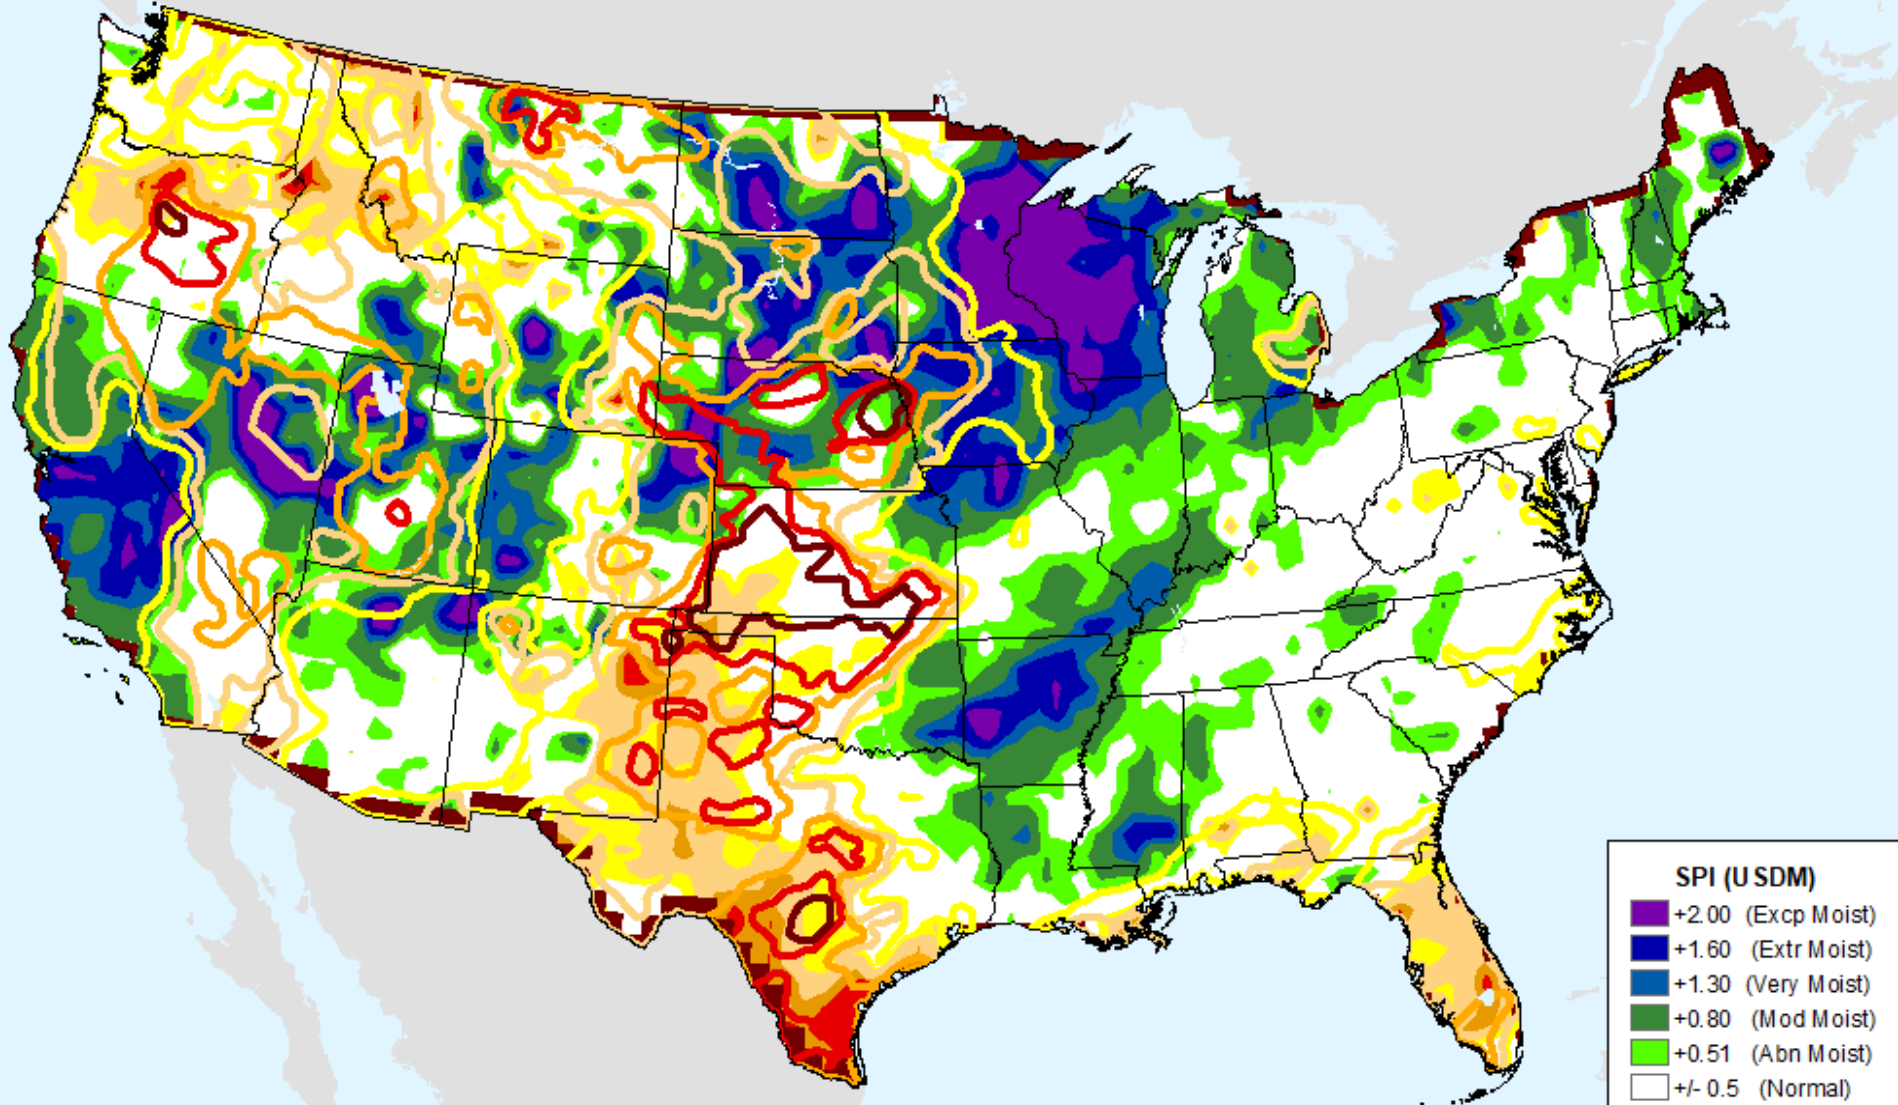 SPI (USDM)
+2.00 (Excp Moist)
+1.60 (Extr Moist)
+1.30 (Very Moist)
+0.80 (Mod Moist)
+0.51 (Abn Moist)
+/- 0.5 (Normal)